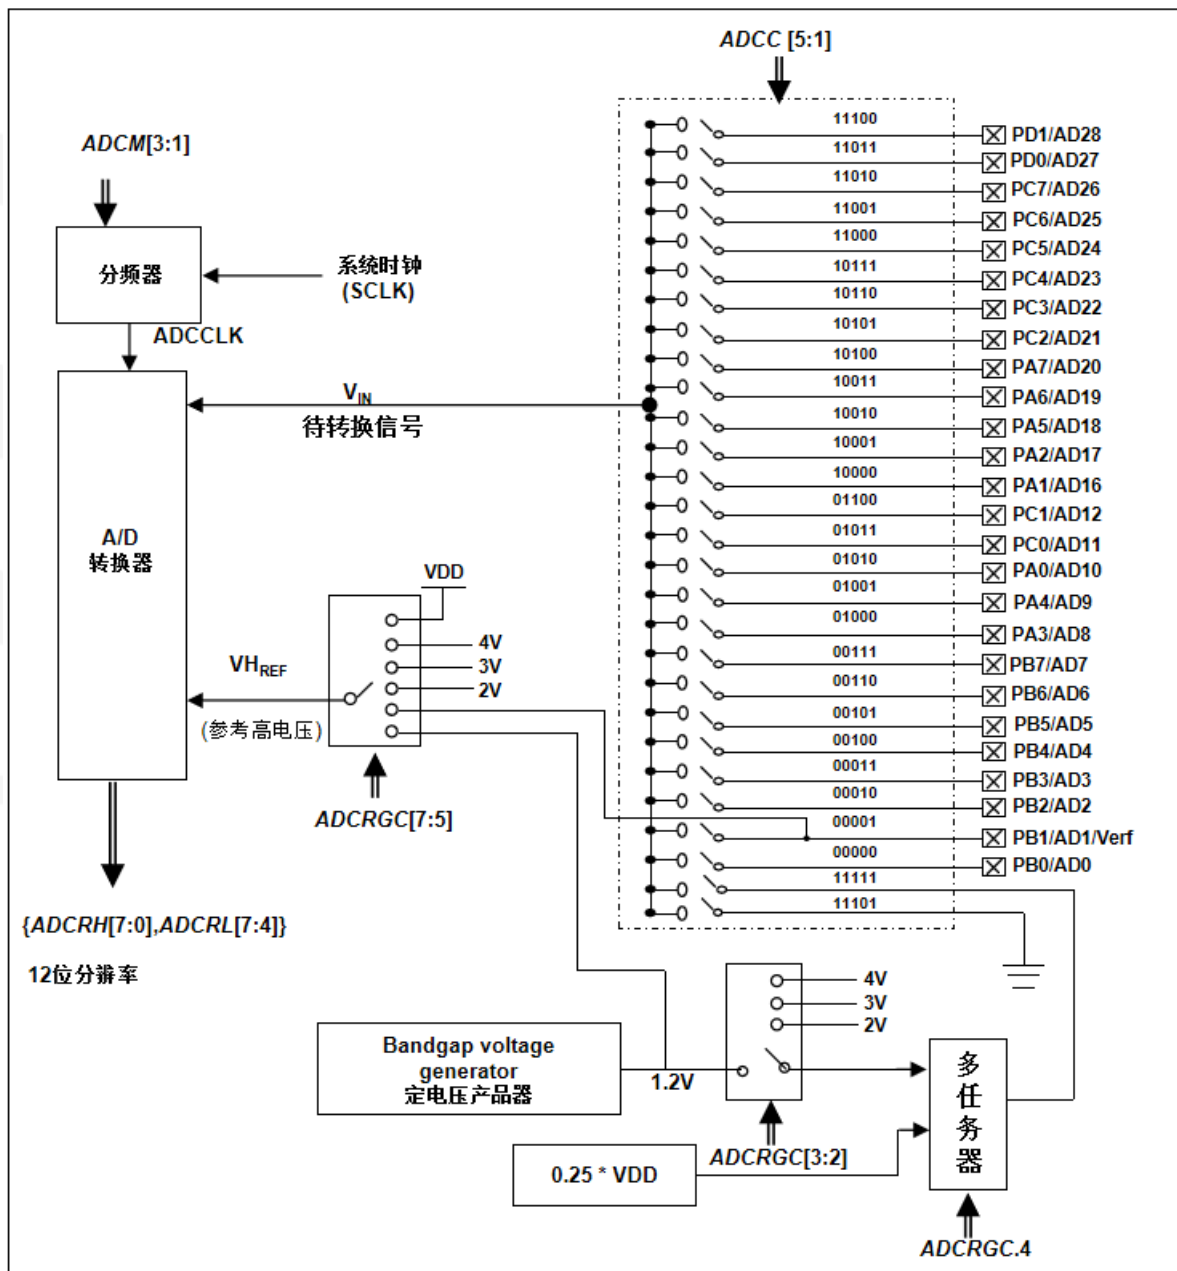 ADCC [5:1]
ADCM[3:1]
分频器
系统时钟
(SCLK)
ADCCLK
VIN
待转换信号
A/D
转换器
VDD
4V
3V
2V
VHREF
(参考高电压)
ADCRGC[7:5]
{ADCRH[7:0],ADCRL[7:4]}
12位分辨率
11100 PD1/AD28
11011 PD0/AD27
11010 PC7/AD26
11001 PC6/AD25
11000 PC5/AD24
10111 PC4/AD23
10110 PC3/AD22
10101 PC2/AD21
10100 PA7/AD20
10011 PA6/AD19
10010 PA5/AD18
10001 PA2/AD17
10000 PA1/AD16
01100 PC1/AD12
01011 PC0/AD11
01010 PA0/AD10
01001 PA4/AD9
01000 PA3/AD8
00111 PB7/AD7
00110 PB6/AD6
00101 PB5/AD5
00100 PB4/AD4
00011 PB3/AD3
00010 PB2/AD2
00001 PB1/AD1/Verf
00000 PB0/AD0
11111
11101
4V
3V
2V
Bandgap voltage
generator
定电压产品器
1.2V
多任务器
ADCRGC[3:2]
0.25 * VDD
ADCRGC.4